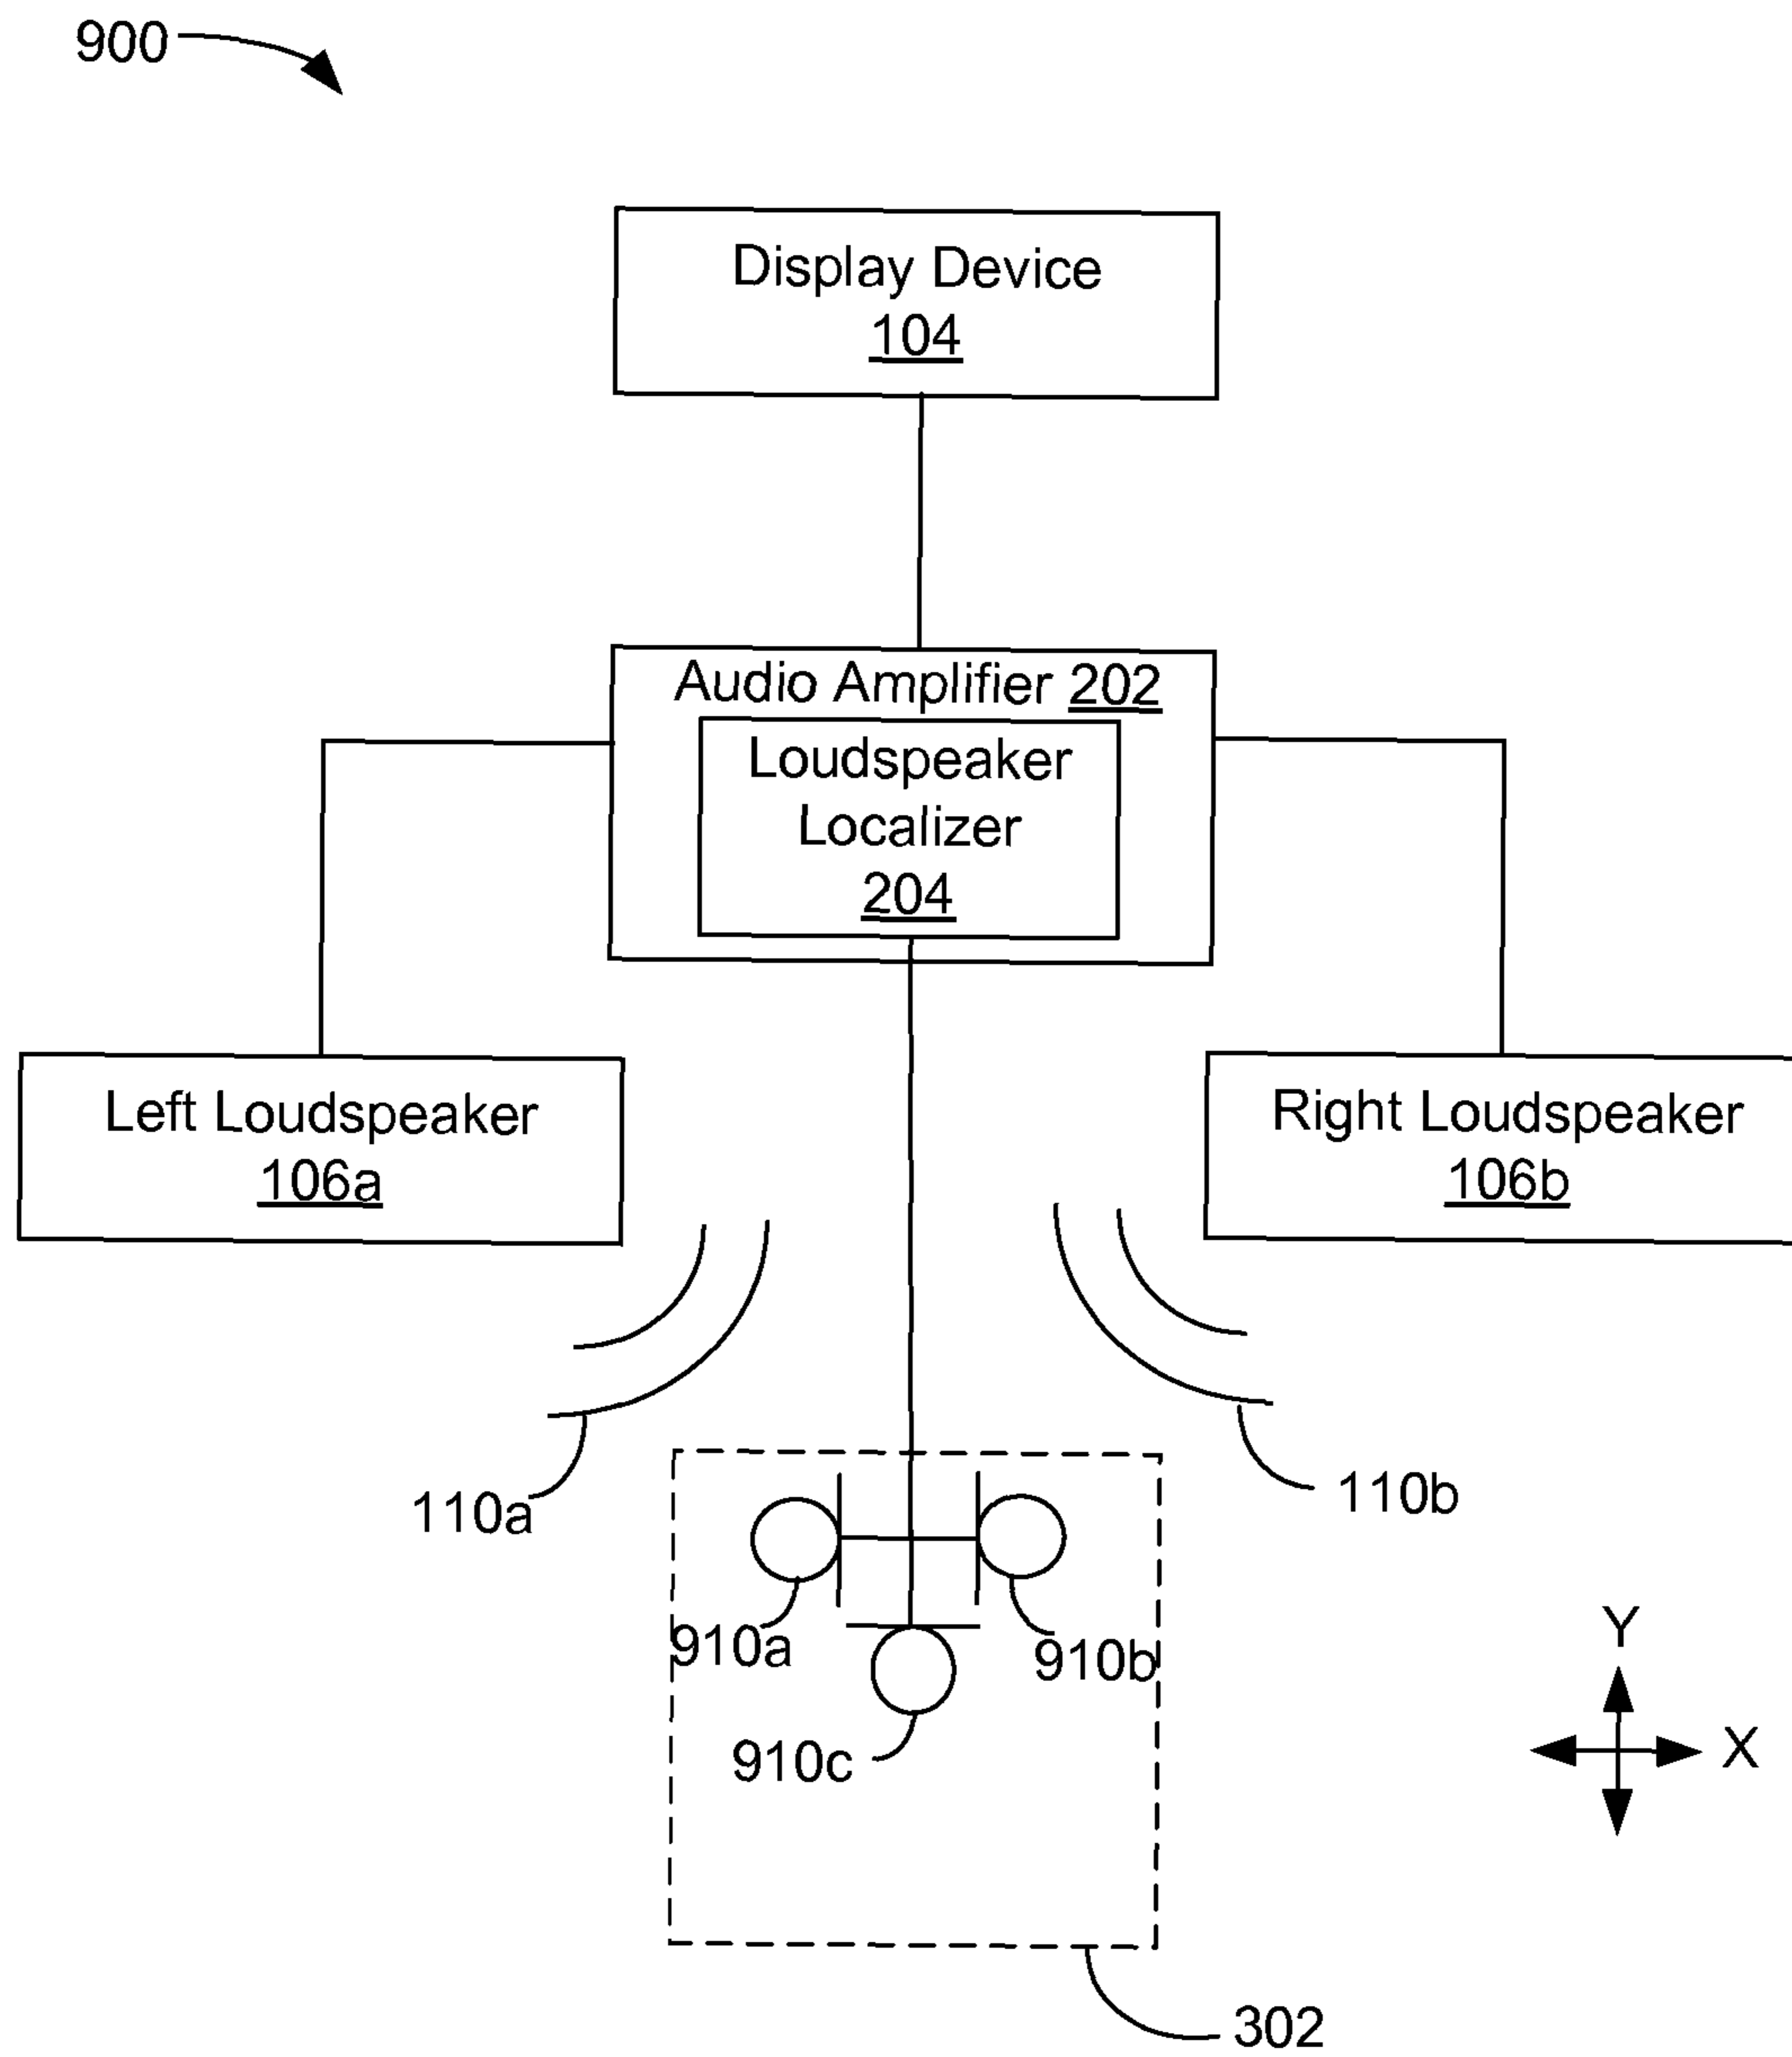 900
Display Device
104
Audio Amplifier 202
Loudspeaker
Localizer
204
Left Loudspeaker
106a
Right Loudspeaker
106b
110a
110b
910a
910b
910c
Y
X
302